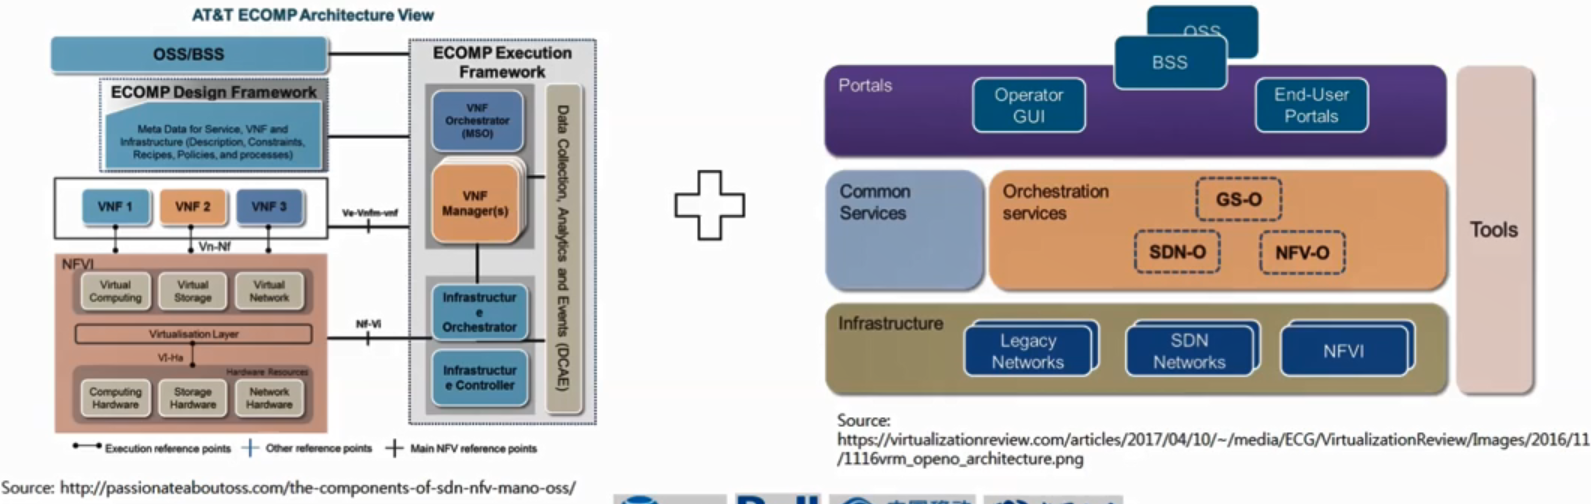 AT&T ECOMP Architecture View
OSS/BSS
ECOMP Design Framework
Meta Data for Service, VNF and
Infrastructure (Description, Constraints,
Recipes, Policies, and processes)
VNF 1
VNF 2
VNF 3
Vn-Nf
NFVI
Virtual
Computing
Virtual
Storage
Virtual
Network
Virtualisation Layer
VI-Ha
Hardware Resources
Computing
Hardware
Storage
Hardware
Network
Hardware
Ve-Vnfm-vnf
Nf-Vi
ECOMP Execution
Framework
VNF
Orchestrator
(MSO)
VNF
Manager(s)
Infrastructur
e
Orchestrator
Infrastructur
e Controller
Data Collection, Analytics and Events (DCAE)
Execution reference points
Other reference points
Main NFV reference points
Source: http://passionateaboutoss.com/the-components-of-sdn-nfv-mano-oss/
OSS
BSS
Portals
Operator
GUI
End-User
Portals
Common
Services
Orchestration
services
GS-O
SDN-O
NFV-O
Infrastructure
Legacy
Networks
SDN
Networks
NFVI
Tools
Source:
https://virtualizationreview.com/articles/2017/04/10/~/media/ECG/VirtualizationReview/Images/2016/11
/1116vrm_openo_architecture.png